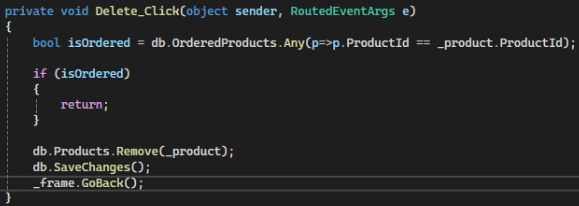 private void Delete_Click(object sender, RoutedEventArgs e)
{
    bool isOrdered = db.OrderedProducts.Any(p=>p.ProductId == _product.ProductId);
    if (isOrdered)
    {
        return;
    }
    db.Products.Remove(_product);
    db.SaveChanges();
    _frame.GoBack();
}